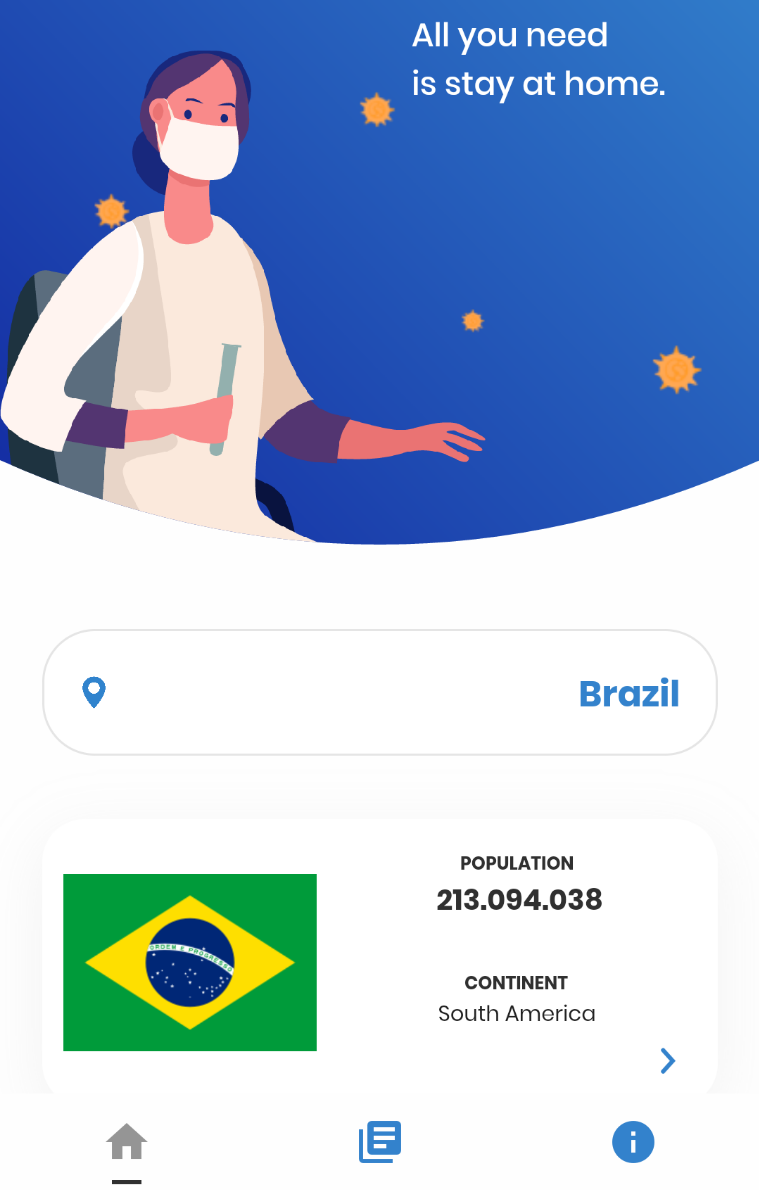 All you need
is stay at home.
Brazil
POPULATION
213.094.038
CONTINENT
South America
ORDEM E PROGRESSO